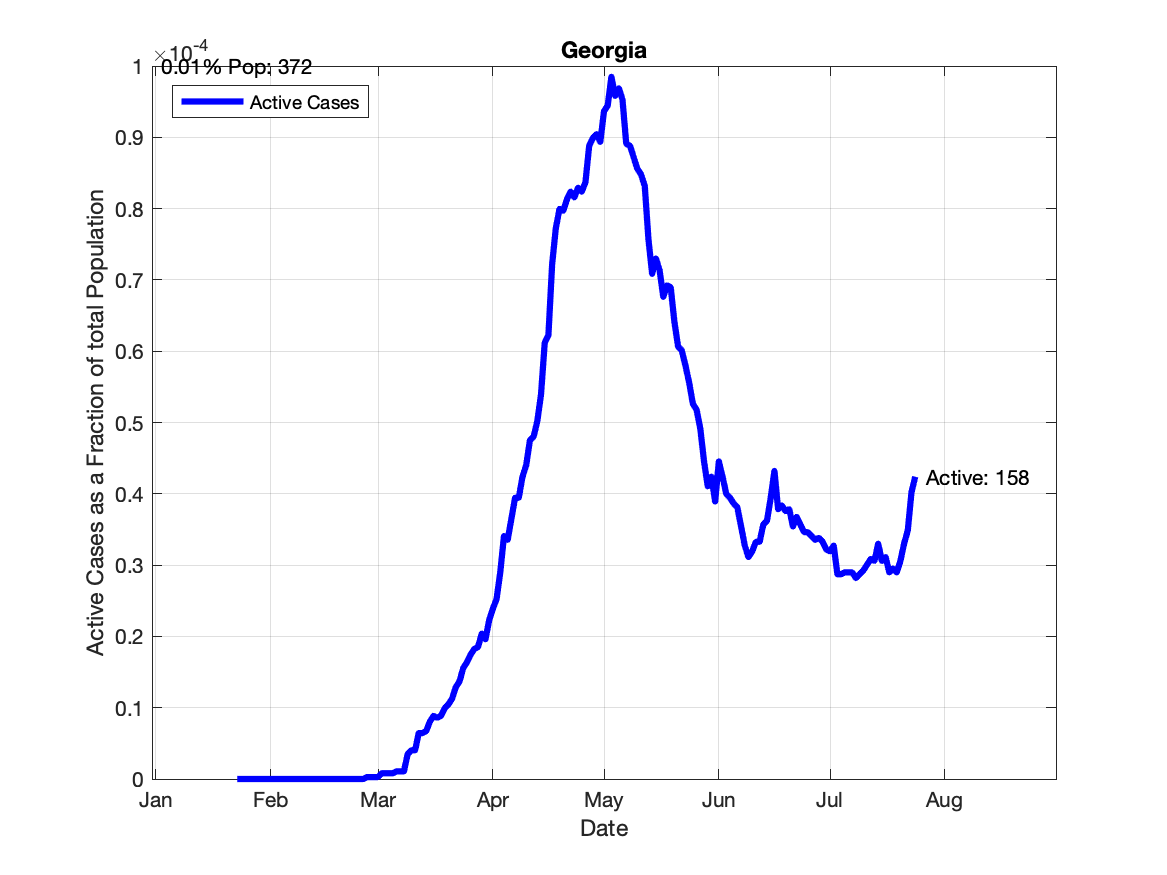 Georgia
×10-4
0.01% Pop: 372
Active Cases
1
0.9
0.8
0.7
0.6
0.5
0.4
0.3
0.2
0.1
0
Active Cases as a Fraction of total Population
Active: 158
Jan Feb Mar Apr May Jun Jul Aug
Date